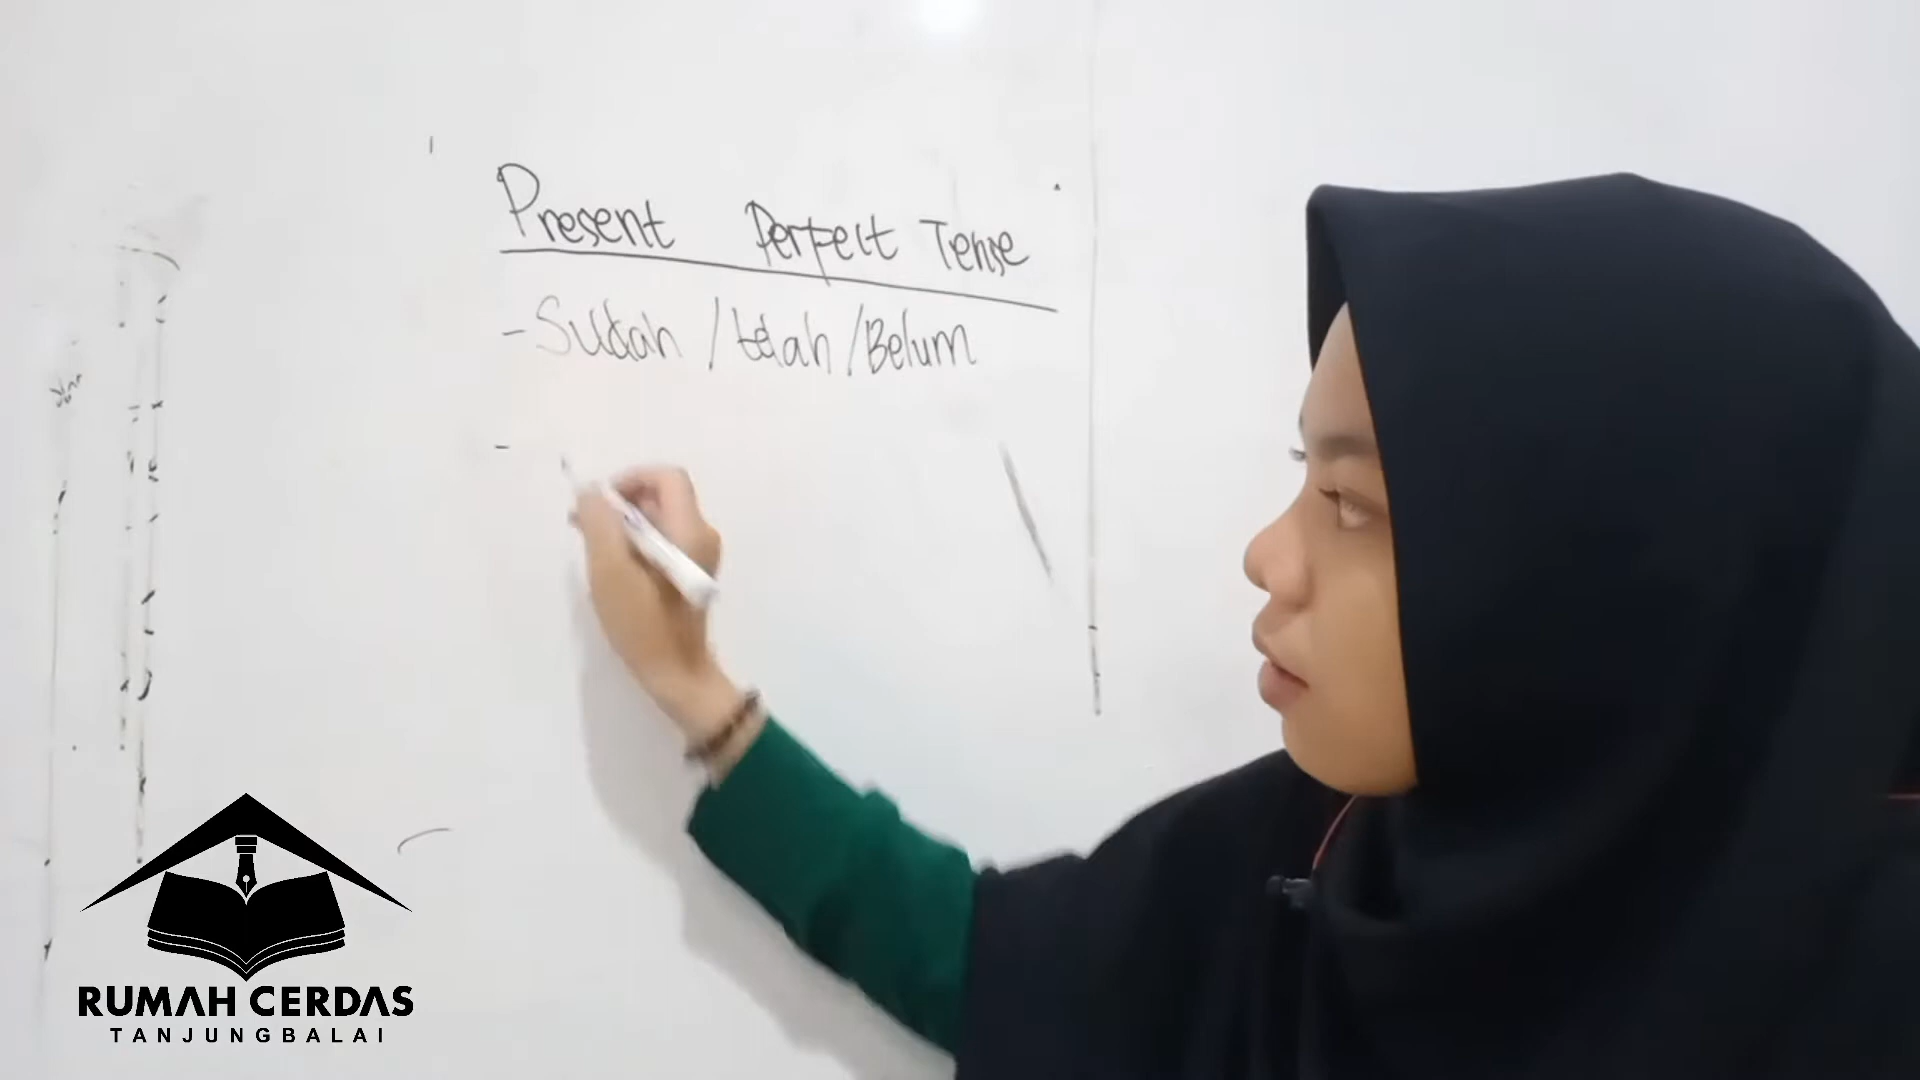 Present Perfect Tense
- Sudah / telah / Belum
-
RUMAH CERDAS
TANJUNGBALAI